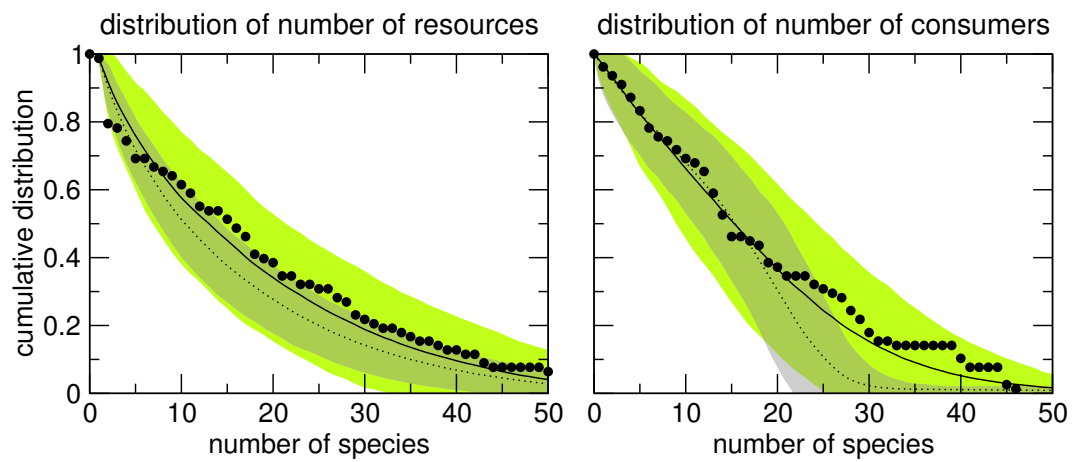 distribution of number of resources
distribution of number of consumers
cumulative distribution
1
0.8
0.6
0.4
0.2
0
0 10 20 30 40 50
0 10 20 30 40 50
number of species
number of species